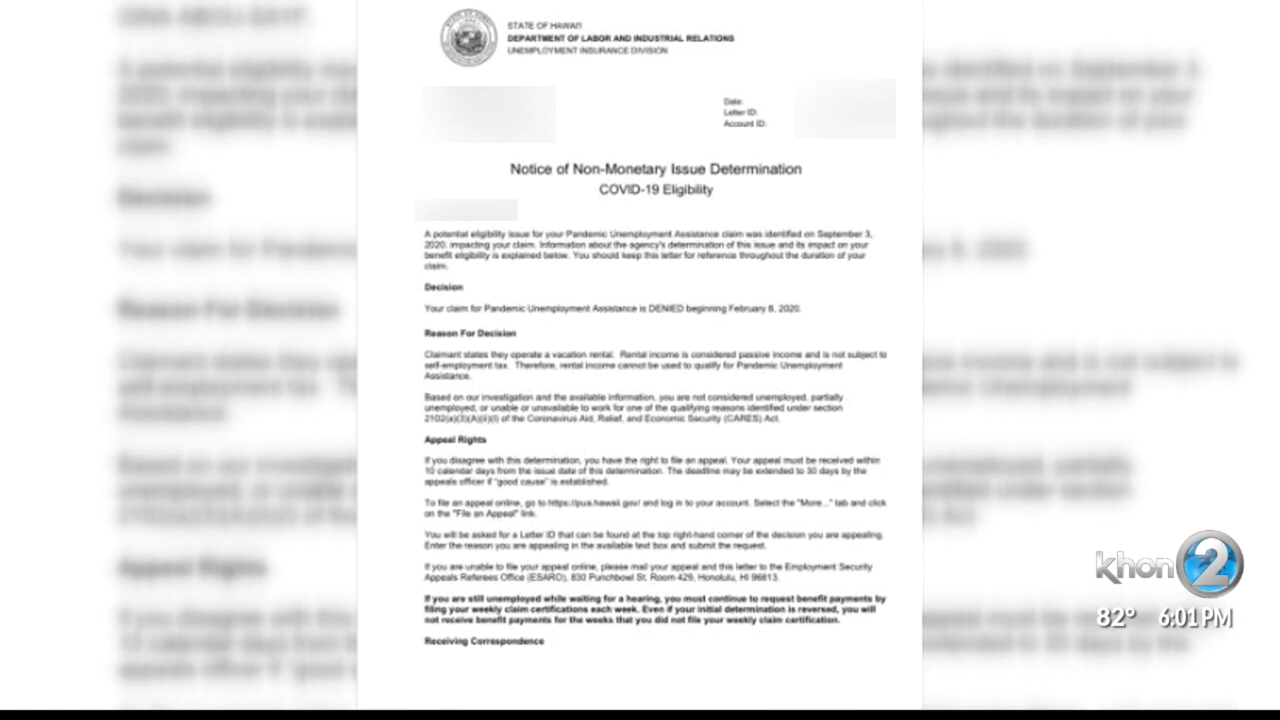 STATE OF HAWAII
DEPARTMENT OF LABOR AND INDUSTRIAL RELATIONS
UNEMPLOYMENT INSURANCE DIVISION
Date:
Letter ID:
Account ID:
Notice of Non-Monetary Issue Determination
COVID-19 Eligibility
A potential eligibility issue for your Pandemic Unemployment Assistance claim was identified on September 3,
2020, impacting your claim. Information about the agency's determination of this issue and its impact on your
benefit eligibility is explained below. You should keep this letter for reference throughout the duration of your
claim.
Decision
Your claim for Pandemic Unemployment Assistance is DENIED beginning February 8, 2020.
Reason For Decision
Claimant states they operate a vacation rental. Rental income is considered passive income and is not subject to
self-employment tax. Therefore, rental income cannot be used to qualify for Pandemic Unemployment
Assistance.
Based on our investigation and the available information, you are not considered unemployed, partially
unemployed, or unable or unavailable to work for one of the qualifying reasons identified under section
2102(a)(3)(A)(ii)(I) of the Coronavirus Aid, Relief, and Economic Security (CARES) Act.
Appeal Rights
If you disagree with this determination, you have the right to file an appeal. Your appeal must be received within
10 calendar days from the issue date of this determination. The deadline may be extended to 30 days by the
appeals officer if "good cause" is established.
To file an appeal online, go to https://pua.hawaii.gov/ and log in to your account. Select the "More..." tab and click
on the "File an Appeal" link.
You will be asked for a Letter ID that can be found at the top right-hand corner of the decision you are appealing.
Enter the reason you are appealing in the available text box and submit the request.
If you are unable to file your appeal online, please mail your appeal and this letter to the Employment Security
Appeals Referees Office (ESARO), 830 Punchbowl St. Room 429, Honolulu, HI 96813.
If you are still unemployed while waiting for a hearing, you must continue to request benefit payments by
filing your weekly claim certifications each week. Even if your initial determination is reversed, you will
not receive benefit payments for the weeks that you did not file your weekly claim certification.
Receiving Correspondence
khon 2
82° 6:01 PM